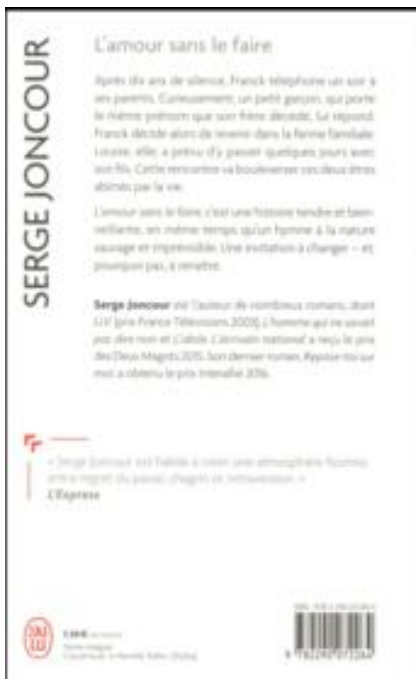 SERGE JONCOUR
L'amour sans le faire
Après dix ans de silence, Franck téléphone un soir à
ses parents. Curieusement, un petit garçon, qui porte
le même prénom que son frère décédé, lui répond.
Franck décide alors de revenir dans la ferme familiale.
Louise, elle, a prévu d'y passer quelques jours avec
son fils. Cette rencontre va bouleverser ces deux êtres
abîmés par la vie.
L'amour sans le faire, c'est une histoire tendre et bien-
veillante, en même temps qu'un hymne à la nature
sauvage et imprévisible. Une invitation à changer – et,
pourquoi pas, à renaître.
Serge Joncour est l'auteur de nombreux romans, dont
U.V. (prix France Télévisions 2003), L'homme qui ne savait
pas dire non et L'idole. L'écrivain national a reçu le prix
des Deux Magots 2015. Son dernier roman, Repose-toi sur
moi, a obtenu le prix Interallié 2016.
« Serge Joncour est habile à créer une atmosphère
entre regret du passé, chagrin et introversion. »
L'Express
J'AI LU
Texte intégral